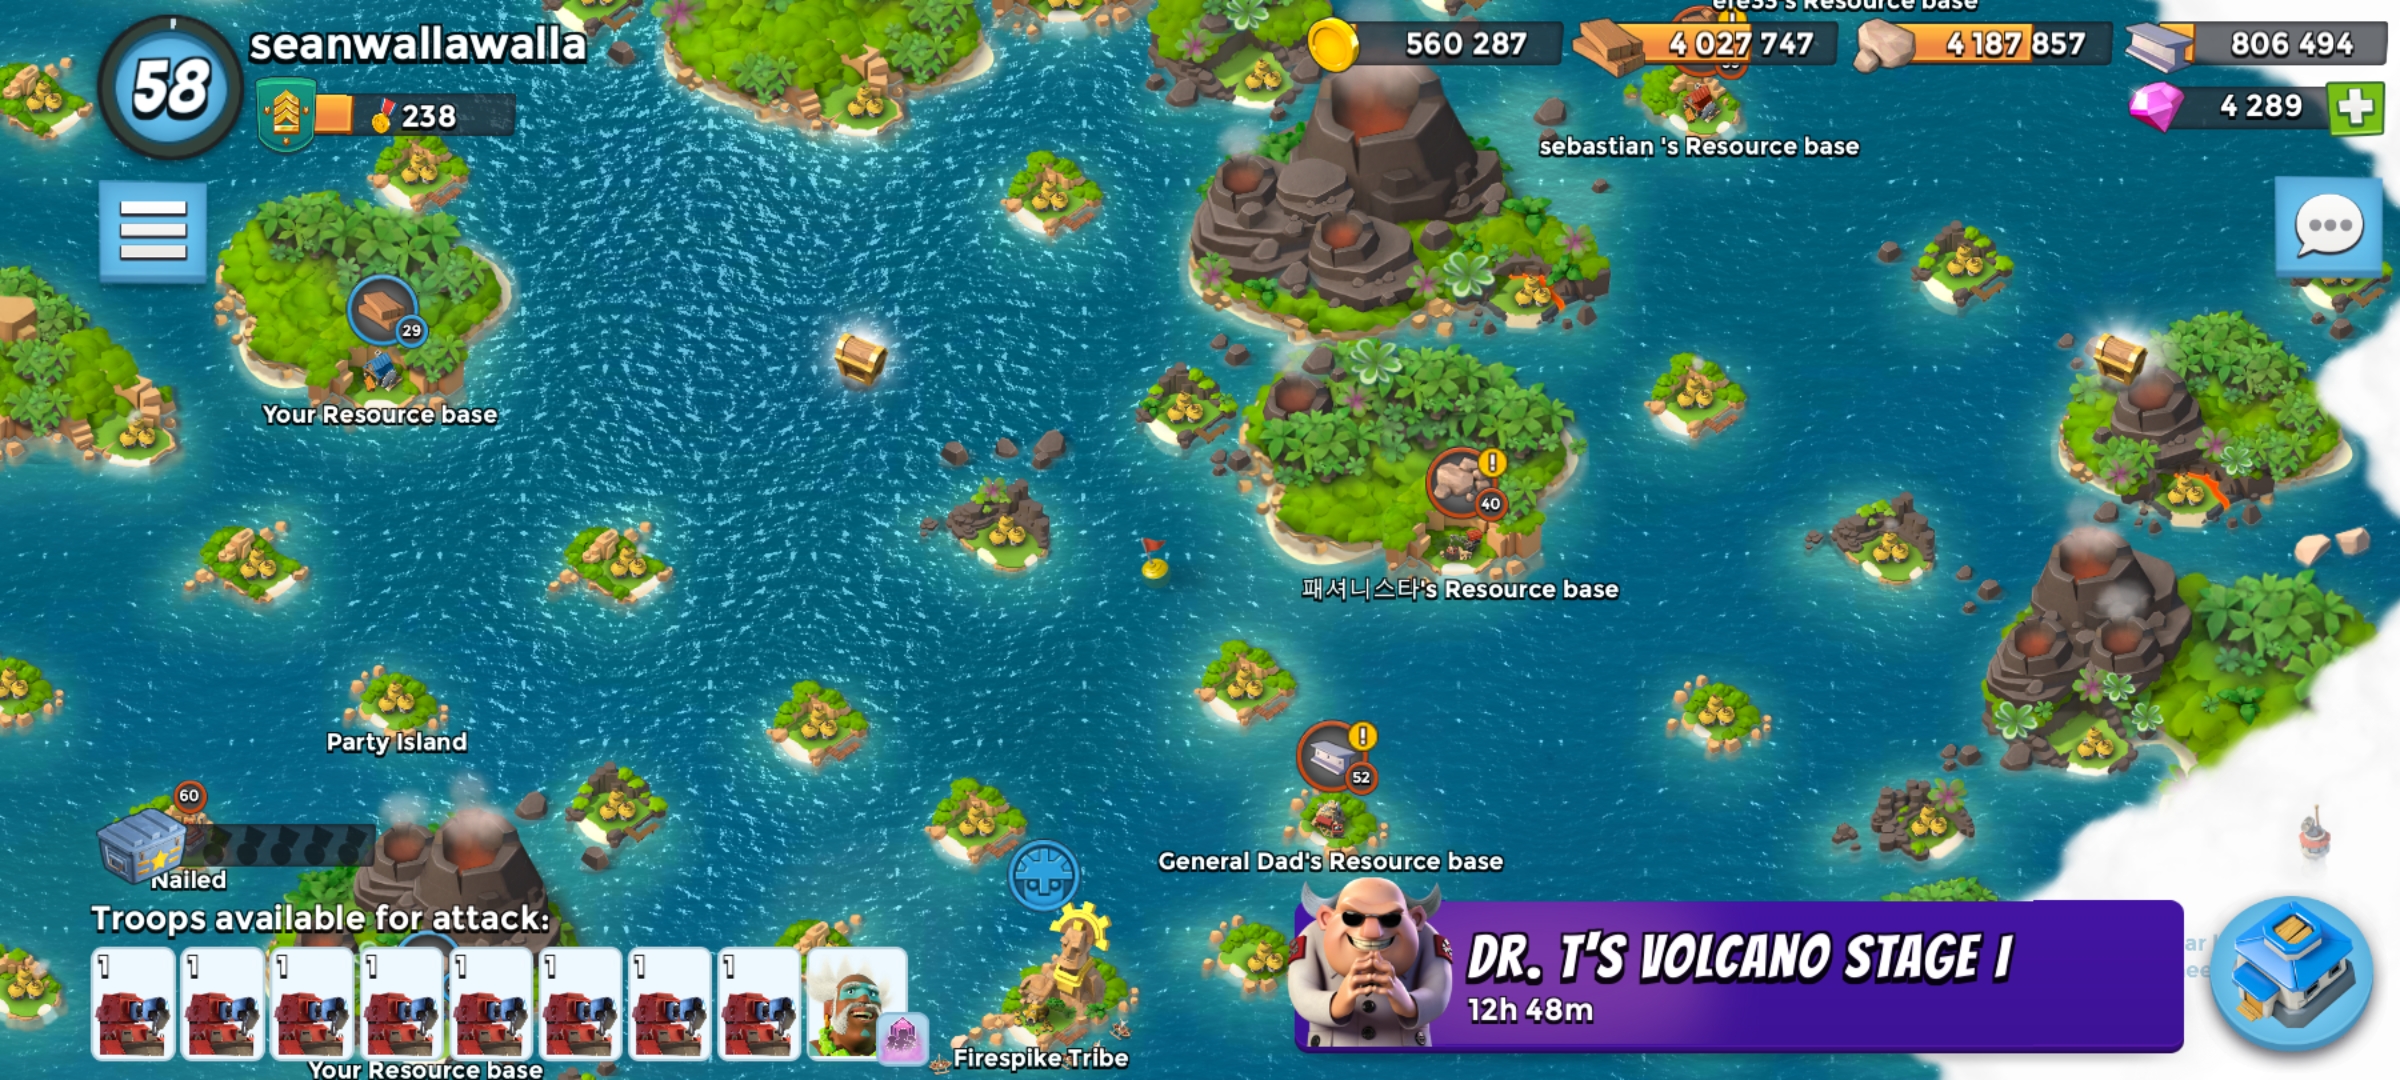 58
seanwallawalla
238
560 287
4 027 747
4 187 857
806 494
4 289
sebastian 's Resource base
29
Your Resource base
40
패셔니스타's Resource base
Party Island
52
General Dad's Resource base
60
Nailed
Troops available for attack:
1
1
1
1
1
1
1
1
DR. T'S VOLCANO STAGE I
12h 48m
Firespike Tribe
Your Resource base